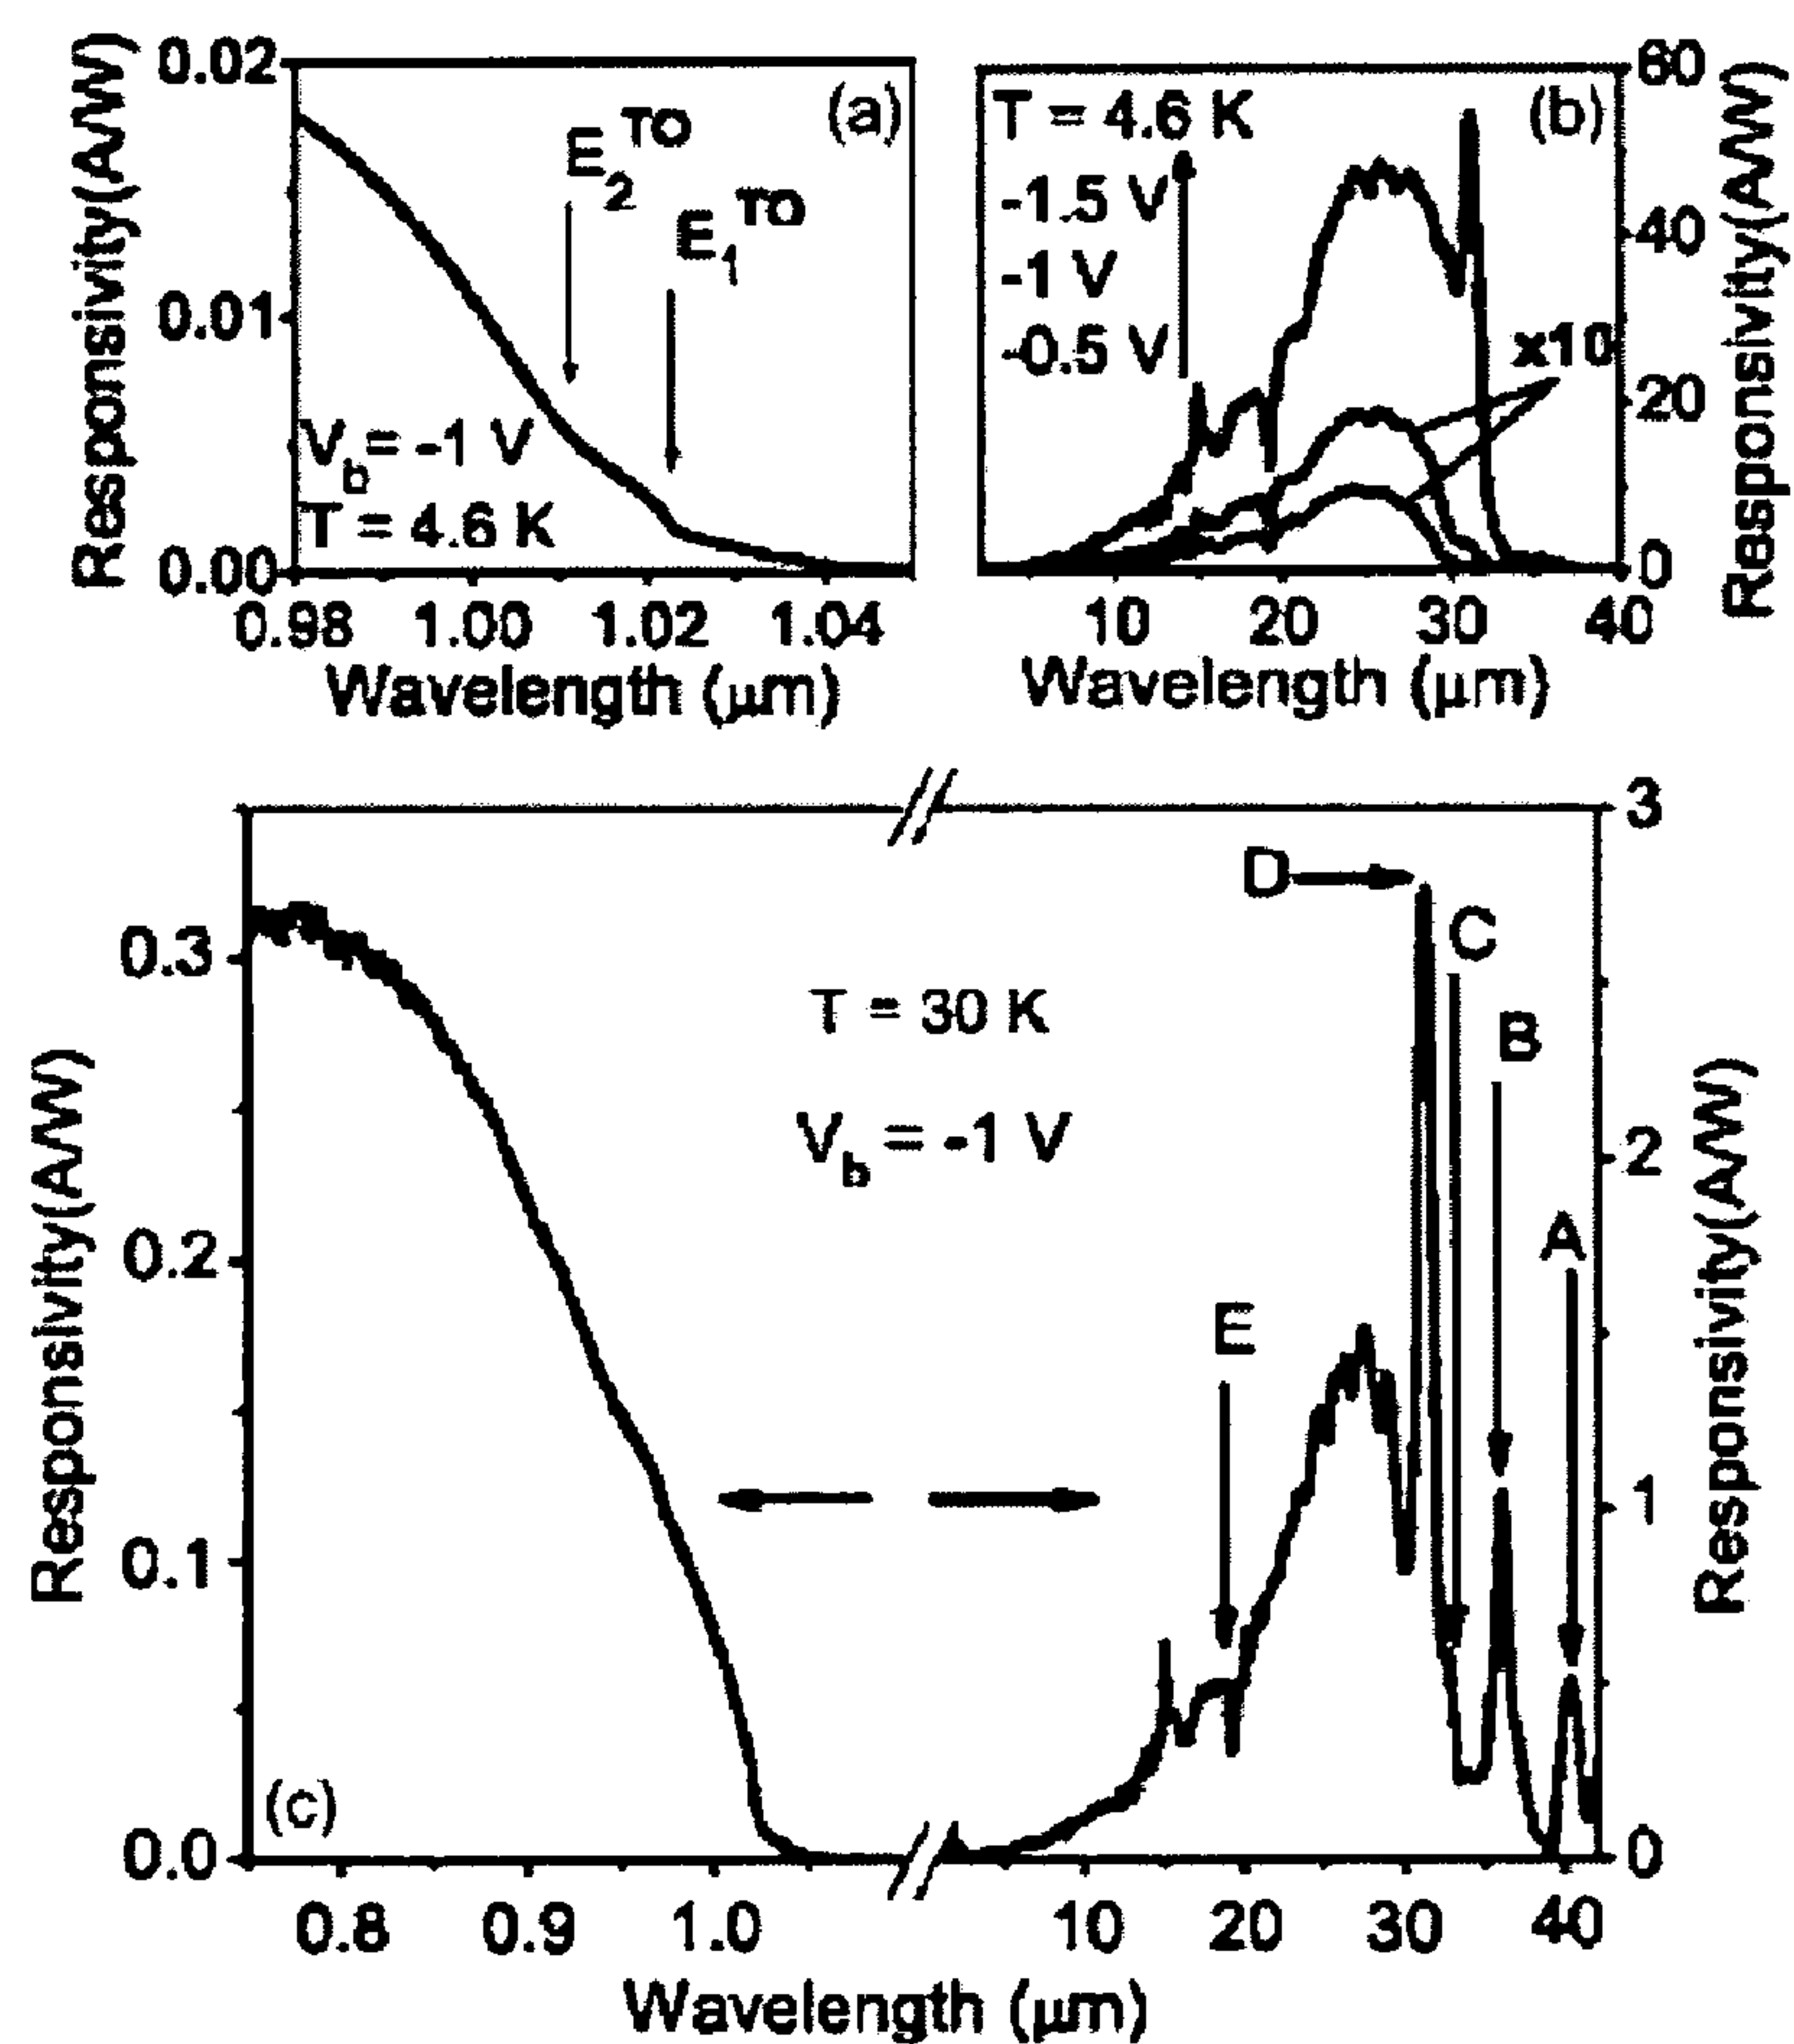 0.02
0.01
0.00
Responsivity(A/W)
(a)
E2TO
E1TO
Vb = -1 V
T = 4.6 K
0.98 1.00 1.02 1.04
Wavelength (μm)
T = 4.6 K
(b)
-1.5 V
-1 V
-0.5 V
x10
60
40
20
0
Responsivity(A/W)
10 20 30 40
Wavelength (μm)
0.3
0.2
0.1
0.0
Responsivity(A/W)
T = 30 K
Vb = -1 V
D
C
B
A
E
(c)
3
2
1
0
Responsivity(A/W)
0.8 0.9 1.0 10 20 30 40
Wavelength (μm)